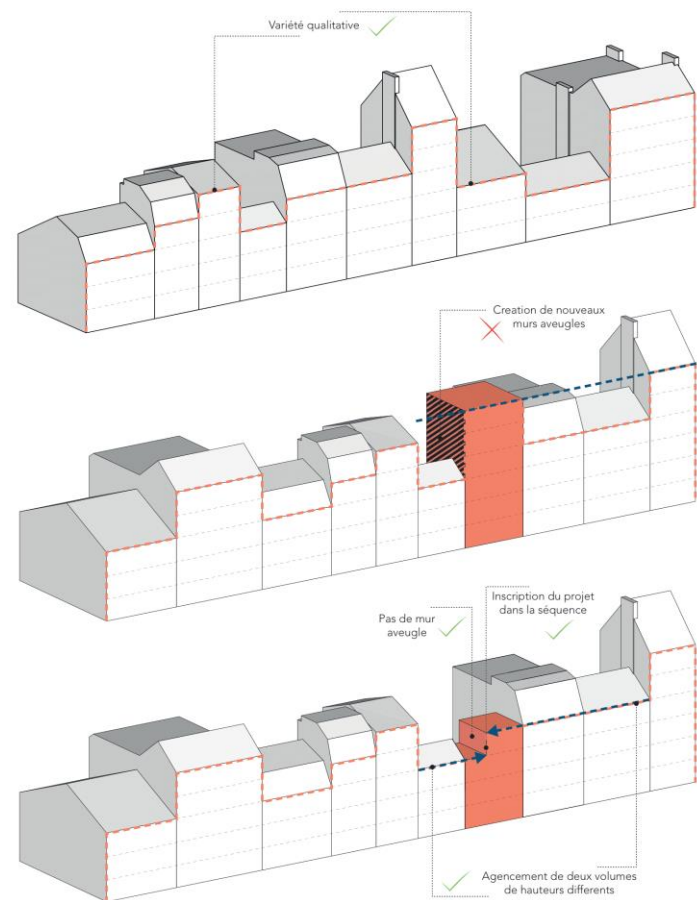 Variété qualitative
Creation de nouveaux
murs aveugles
Inscription du projet
dans la séquence
Pas de mur
aveugle
Agencement de deux volumes
de hauteurs differents